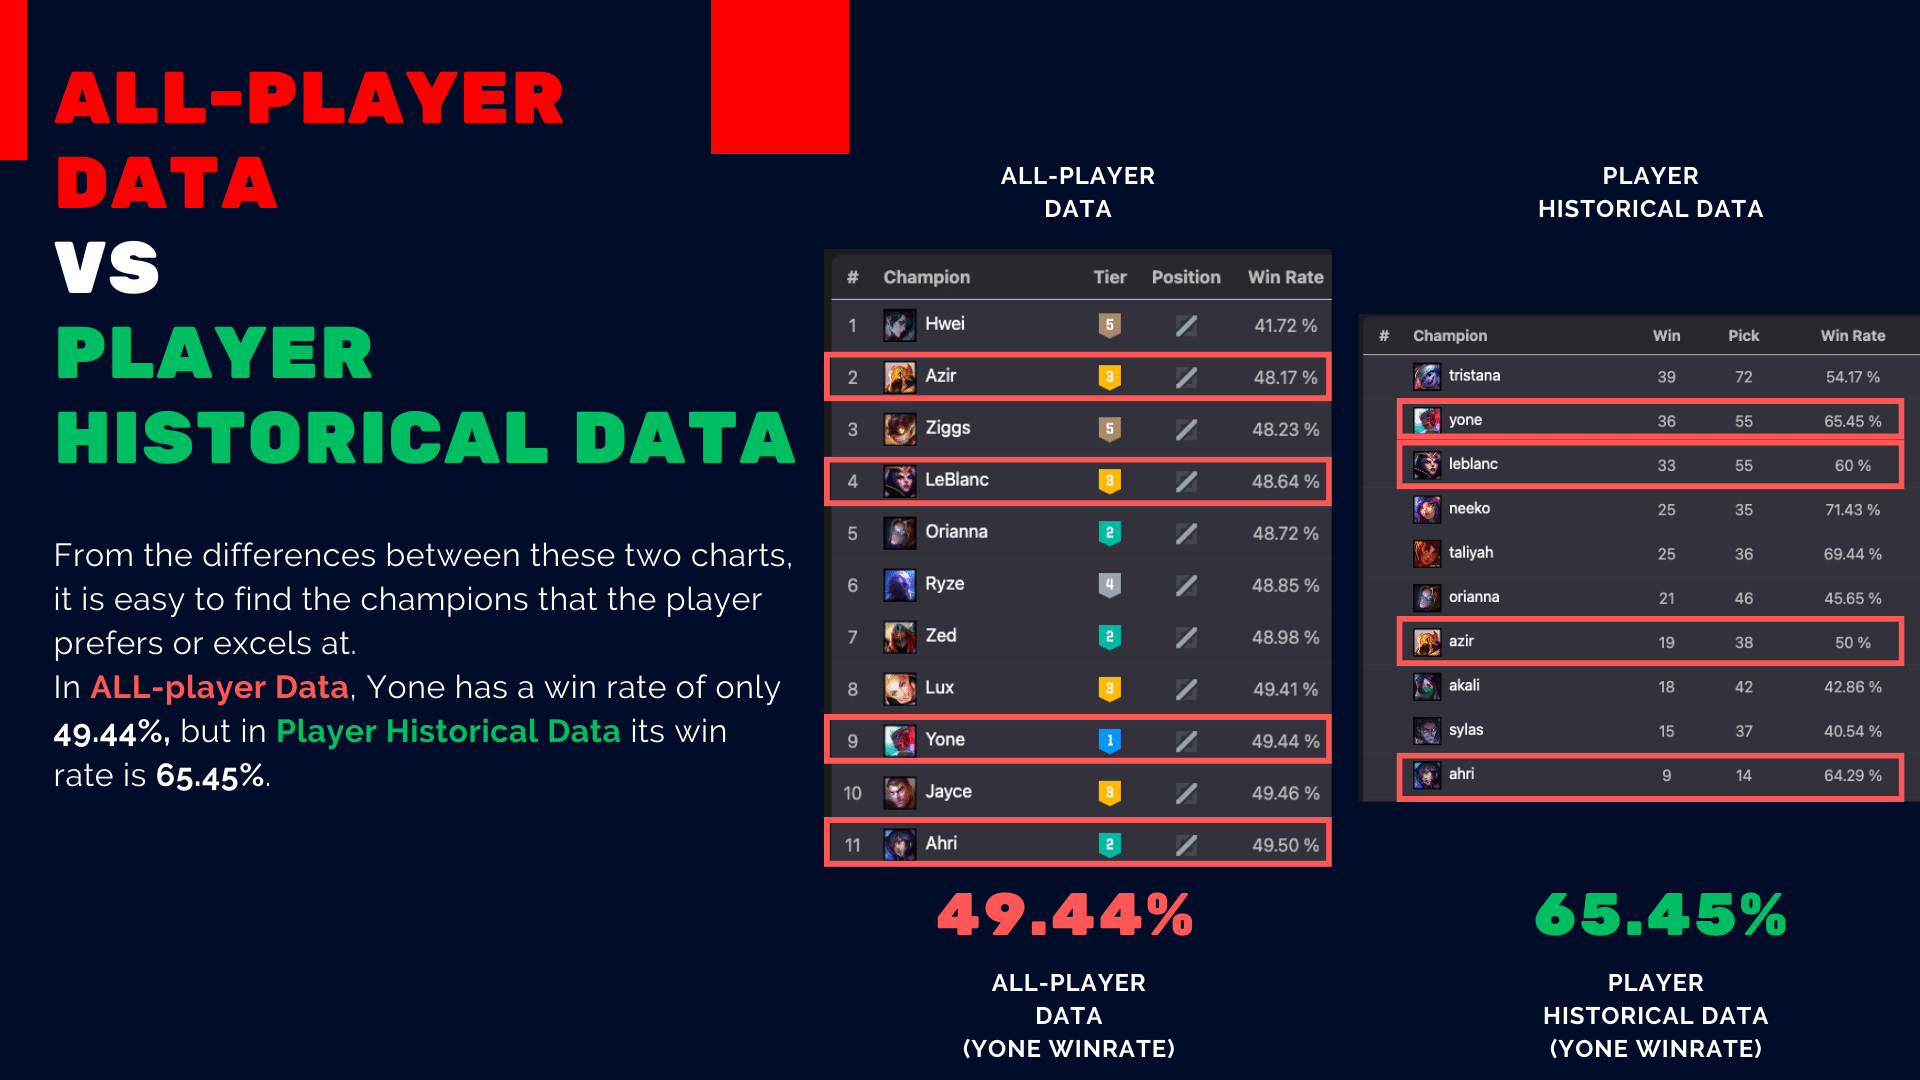 ALL-PLAYER
DATA
VS
PLAYER
HISTORICAL DATA
From the differences between these two charts,
it is easy to find the champions that the player
prefers or excels at.
In ALL-player Data, Yone has a win rate of only
49.44%, but in Player Historical Data its win
rate is 65.45%.
ALL-PLAYER
DATA
# Champion Tier Position Win Rate
1 Hwei 5 41.72 %
2 Azir 3 48.17 %
3 Ziggs 5 48.23 %
4 LeBlanc 3 48.64 %
5 Orianna 2 48.72 %
6 Ryze 4 48.85 %
7 Zed 2 48.98 %
8 Lux 3 49.41 %
9 Yone 1 49.44 %
10 Jayce 3 49.46 %
11 Ahri 2 49.50 %
49.44%
ALL-PLAYER
DATA
(YONE WINRATE)
PLAYER
HISTORICAL DATA
# Champion Win Pick Win Rate
tristana 39 72 54.17 %
yone 36 55 65.45 %
leblanc 33 55 60 %
neeko 25 35 71.43 %
taliyah 25 36 69.44 %
orianna 21 46 45.65 %
azir 19 38 50 %
akali 18 42 42.86 %
sylas 15 37 40.54 %
ahri 9 14 64.29 %
65.45%
PLAYER
HISTORICAL DATA
(YONE WINRATE)